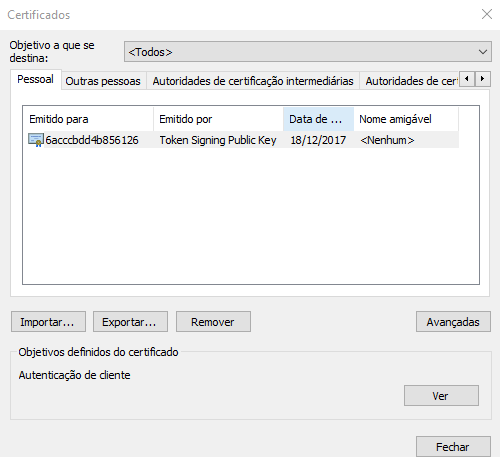 Certificados
Objetivo a que se
destina:
<Todos>
Pessoal
Outras pessoas
Autoridades de certificação intermediárias
Autoridades de cer
Emitido para
Emitido por
Data de ...
Nome amigável
6acccbdd4b856126
Token Signing Public Key
18/12/2017
<Nenhum>
Importar...
Exportar...
Remover
Avançadas
Objetivos definidos do certificado
Autenticação de cliente
Ver
Fechar